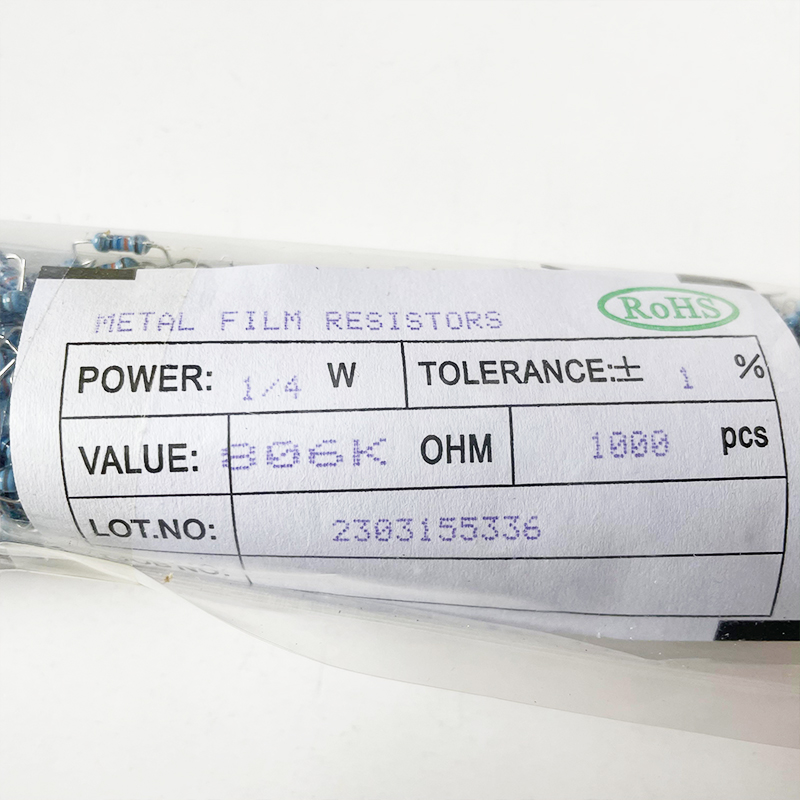 METAL FILM RESISTORS
RoHS
POWER: 1/4 W TOLERANCE:± 1 %
VALUE: 806K OHM 1000 pcs
LOT.NO: 2303155336